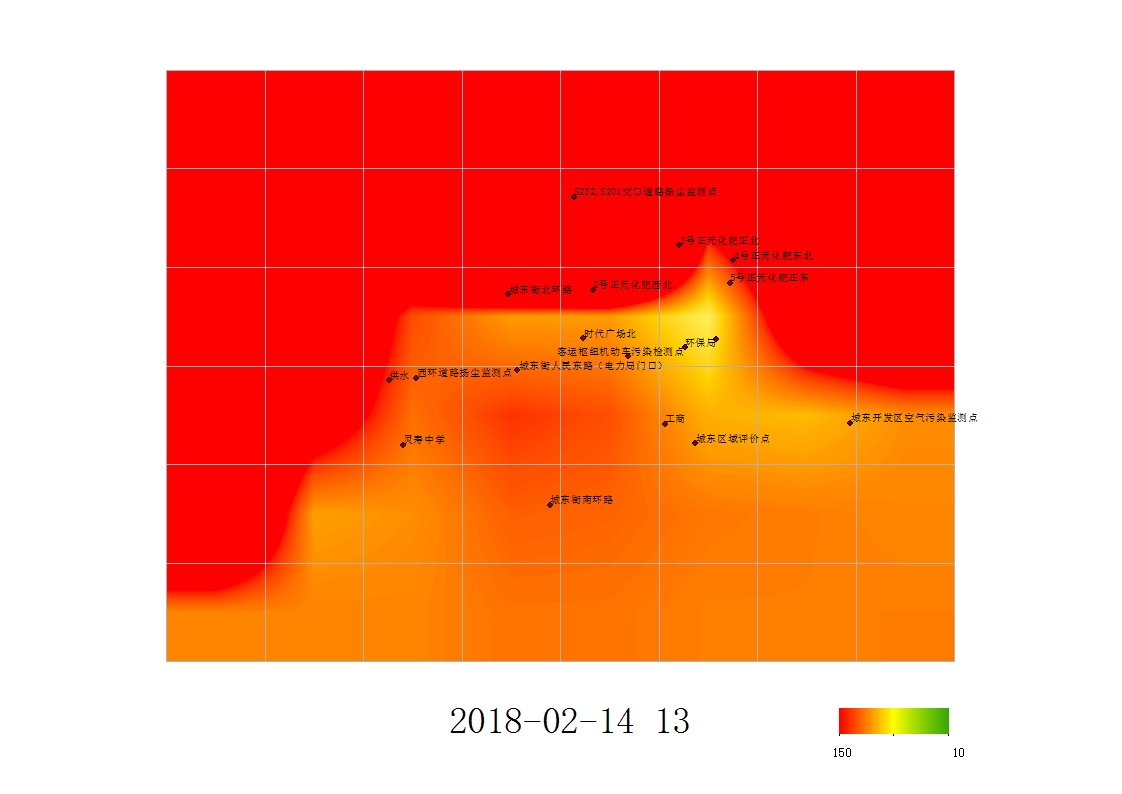 S232,S201交口道路扬尘监测点
3号正元化肥正北
4号正元化肥东北
5号正元化肥正东
城东街北环路
2号正元化肥西北
时代广场北
环保局
客运枢纽机动车污染检测点
城东街人民东路（电力局门口）
供水
西环道路扬尘监测点
工商
城东开发区空气污染监测点
灵寿中学
城东区域评价点
城东街南环路
2018-02-14 13
150
10